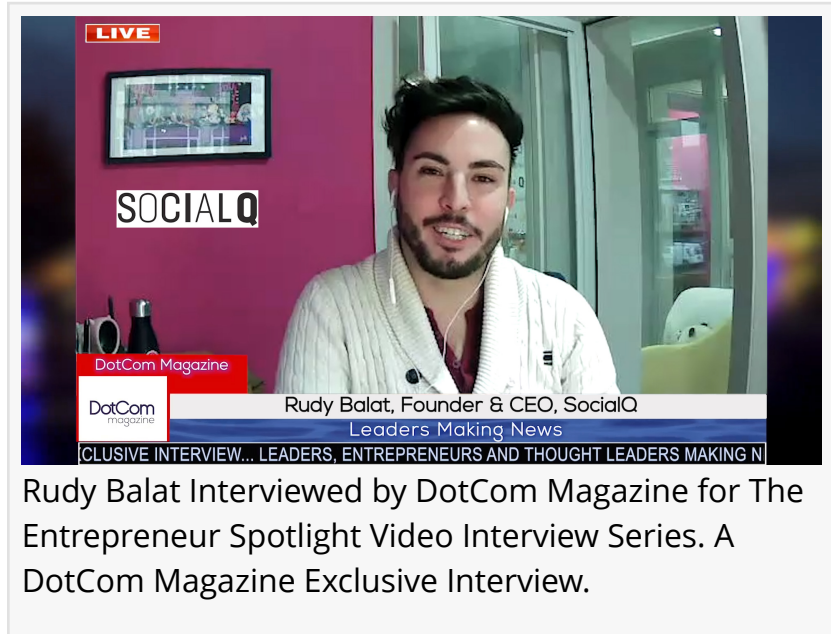 LIVE
SOCIALQ
DotCom Magazine
DotCom
magazine
Rudy Balat, Founder & CEO, SocialQ
Leaders Making News
CLUSIVE INTERVIEW... LEADERS, ENTREPRENEURS AND THOUGHT LEADERS MAKING N
Rudy Balat Interviewed by DotCom Magazine for The
Entrepreneur Spotlight Video Interview Series. A
DotCom Magazine Exclusive Interview.